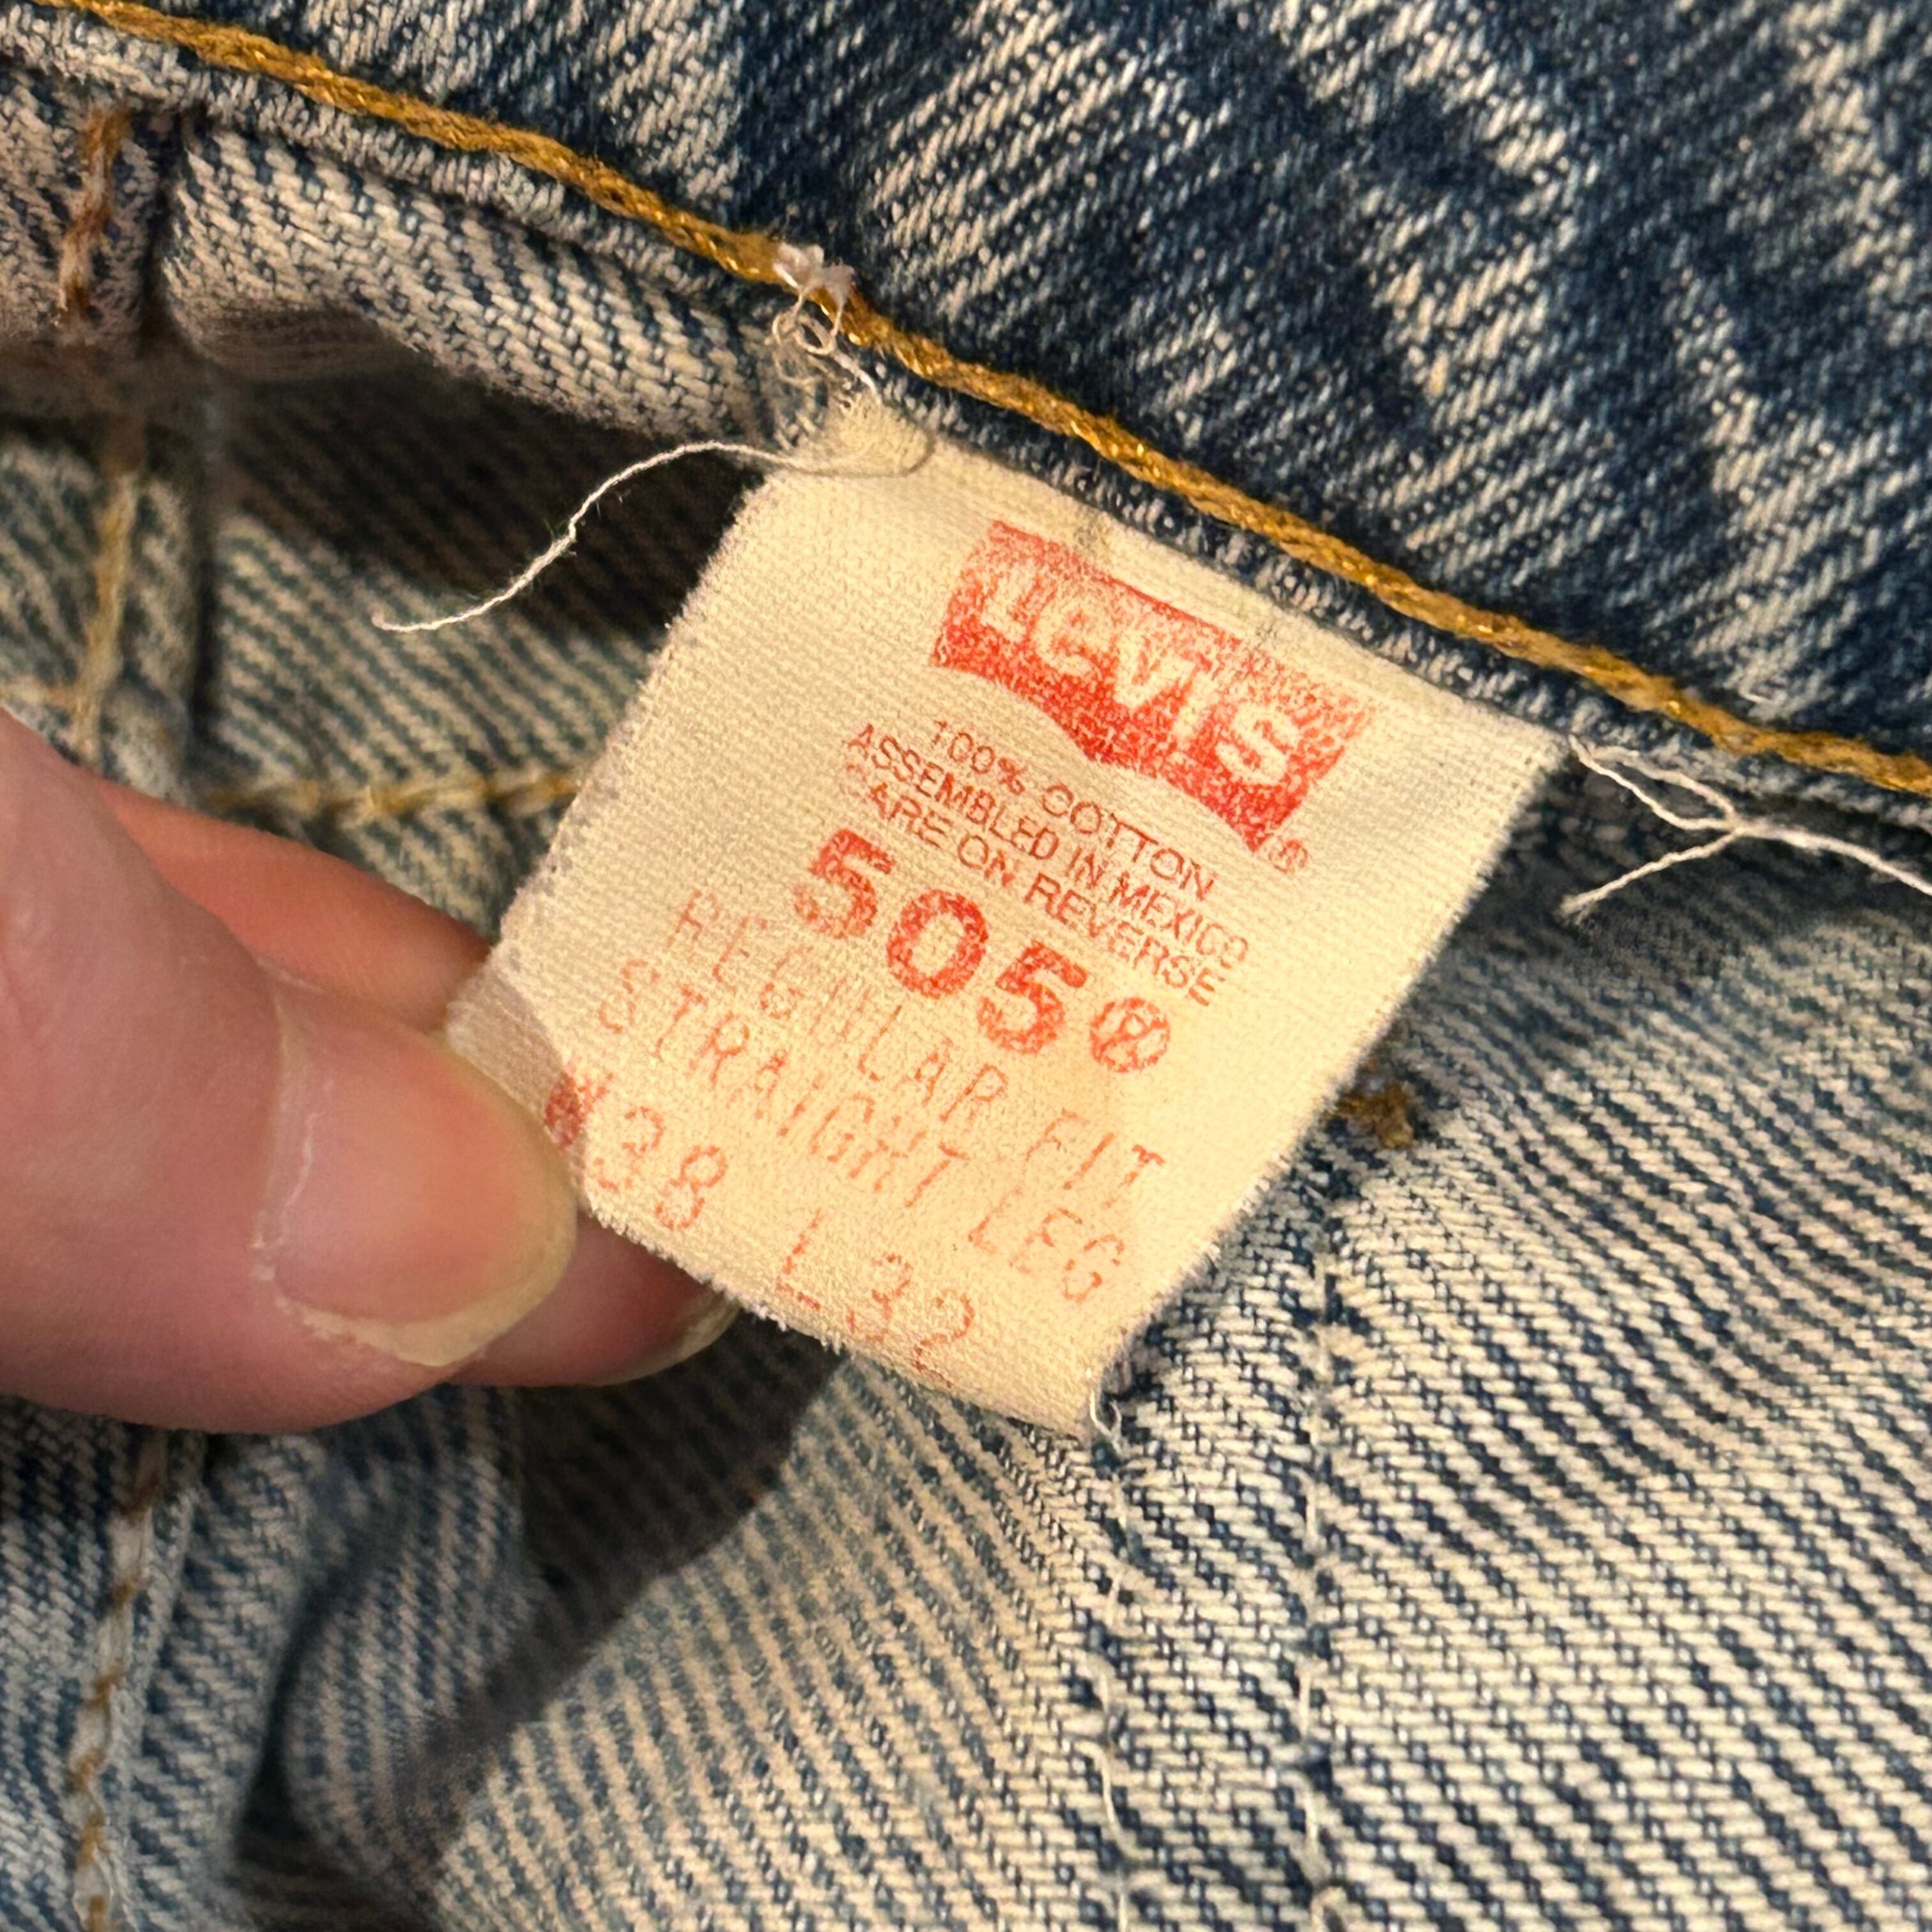 Levi's®
100% COTTON
ASSEMBLED IN MEXICO
CARE ON REVERSE
505®
REGULAR FIT
STRAIGHT LEG
W38 L32